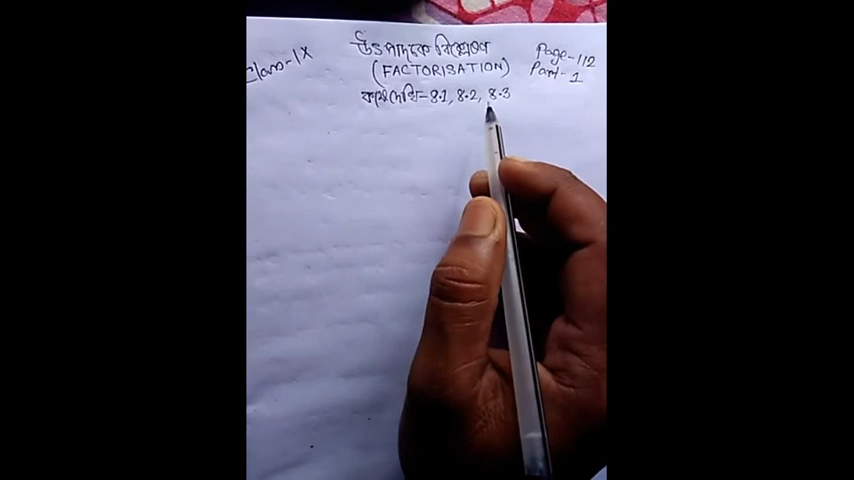 Class-IX
উৎপাদকে বিশ্লেষণ
(FACTORISATION)
Page-112
Part-1
কষে দেখি-8.1, 8.2, 8.3